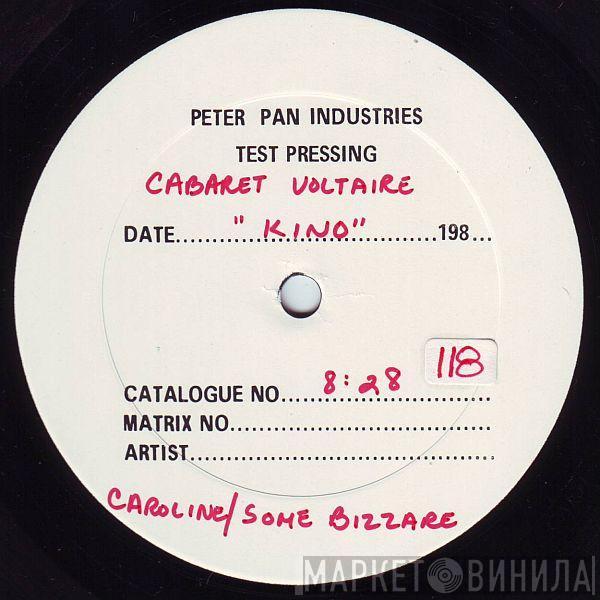 PETER PAN INDUSTRIES
TEST PRESSING
CABARET VOLTAIRE
DATE......"KINO"......198...
118
CATALOGUE NO......8:28......
MATRIX NO......
ARTIST......
CAROLINE/SOME BIZZARE
МАРКЕТ ВИНИЛА